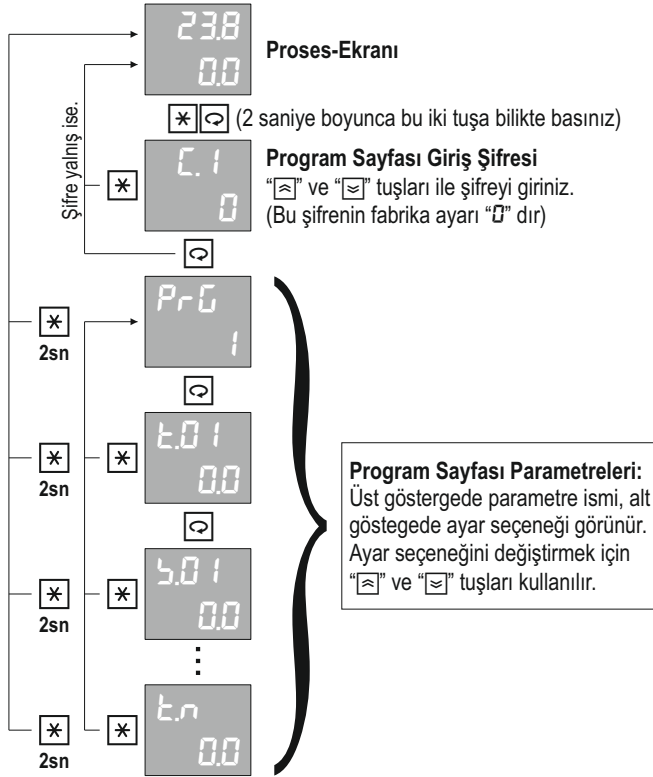 23.8
0.0
Proses-Ekranı
(2 saniye boyunca bu iki tuşa bilikte basınız)
Şifre yalnış ise.
C.1
0
Program Sayfası Giriş Şifresi
“ ” ve “ ” tuşları ile şifreyi giriniz.
(Bu şifrenin fabrika ayarı “0” dır)
PrG
1
2sn
t.01
0.0
2sn
Program Sayfası Parametreleri:
Üst göstergede parametre ismi, alt
göstegede ayar seçeneği görünür.
Ayar seçeneğini değiştirmek için
“ ” ve “ ” tuşları kullanılır.
5.01
0.0
2sn
t.n
0.0
2sn